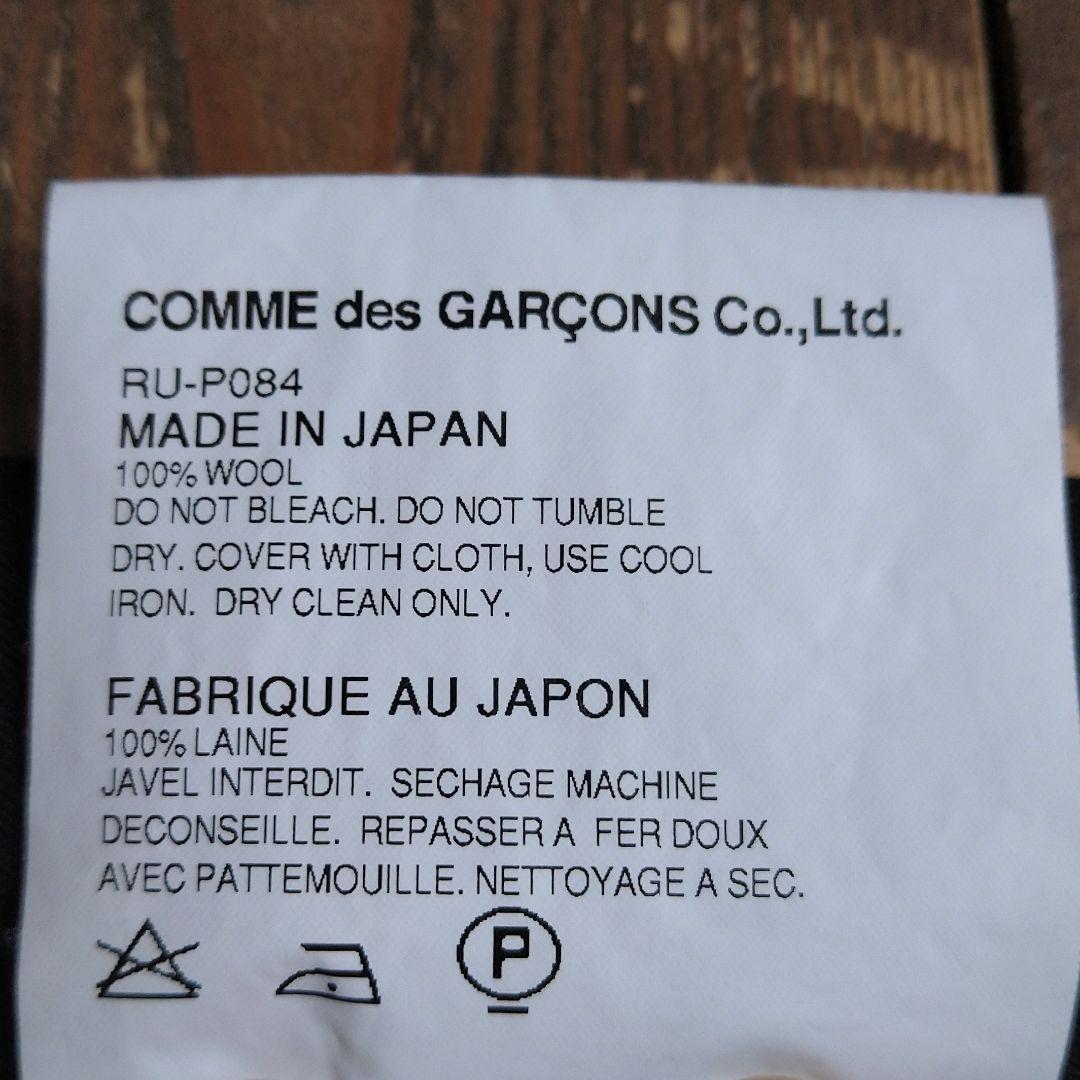 COMME des GARÇONS Co.,Ltd.
RU-P084
MADE IN JAPAN
100% WOOL
DO NOT BLEACH. DO NOT TUMBLE
DRY. COVER WITH CLOTH, USE COOL
IRON. DRY CLEAN ONLY.
FABRIQUE AU JAPON
100% LAINE
JAVEL INTERDIT. SECHAGE MACHINE
DECONSEILLE. REPASSER A FER DOUX
AVEC PATTEMOUILLE. NETTOYAGE A SEC.
P